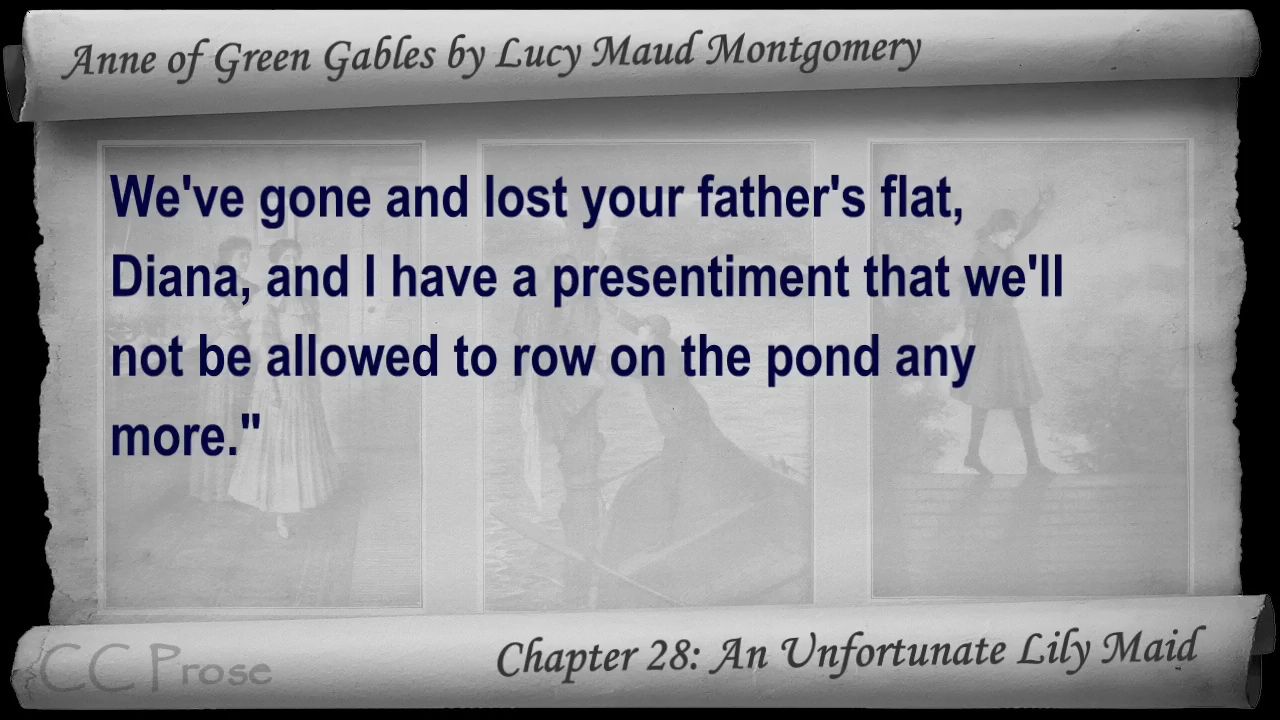 Anne of Green Gables by Lucy Maud Montgomery
We've gone and lost your father's flat,
Diana, and I have a presentiment that we'll
not be allowed to row on the pond any
more."
CC Prose
Chapter 28: An Unfortunate Lily Maid